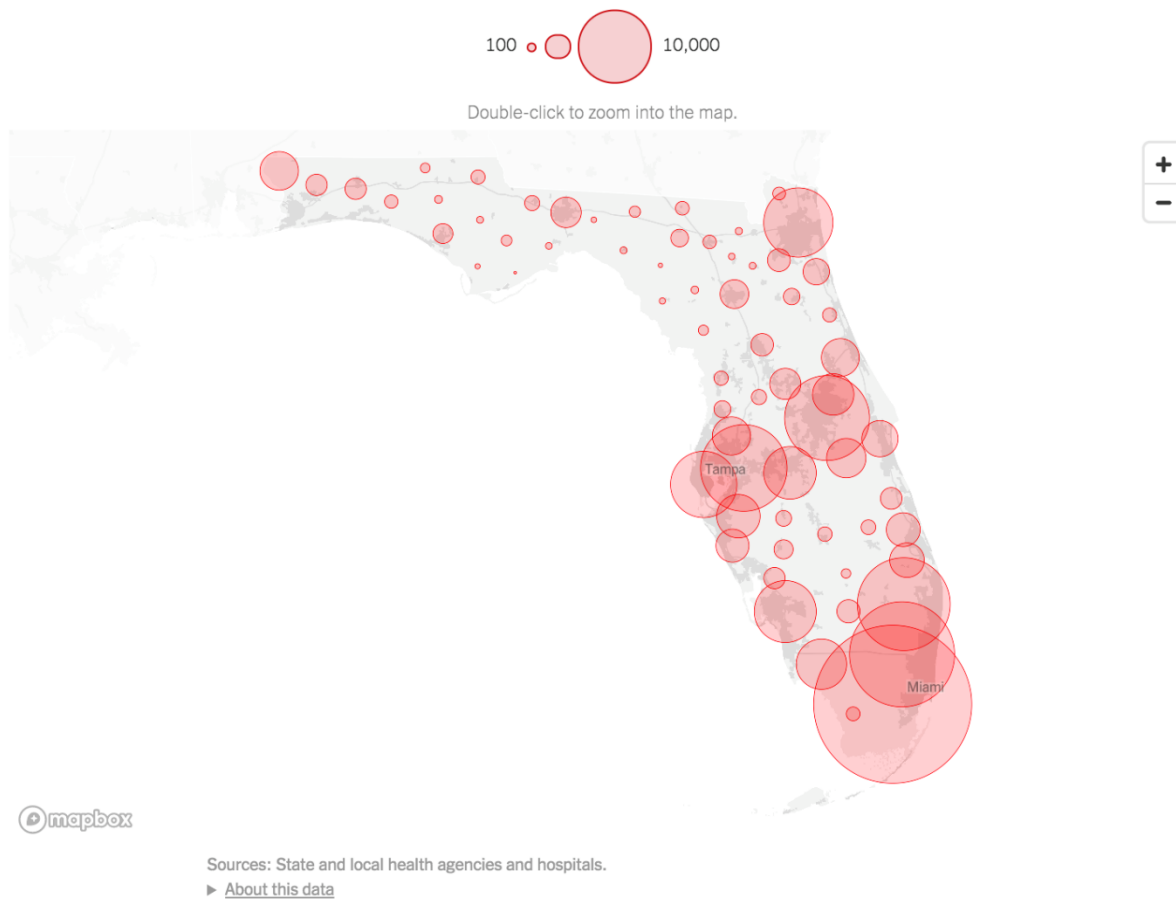 100 10,000
Double-click to zoom into the map.
+
−
Tampa
Miami
mapbox
Sources: State and local health agencies and hospitals.
▶ About this data